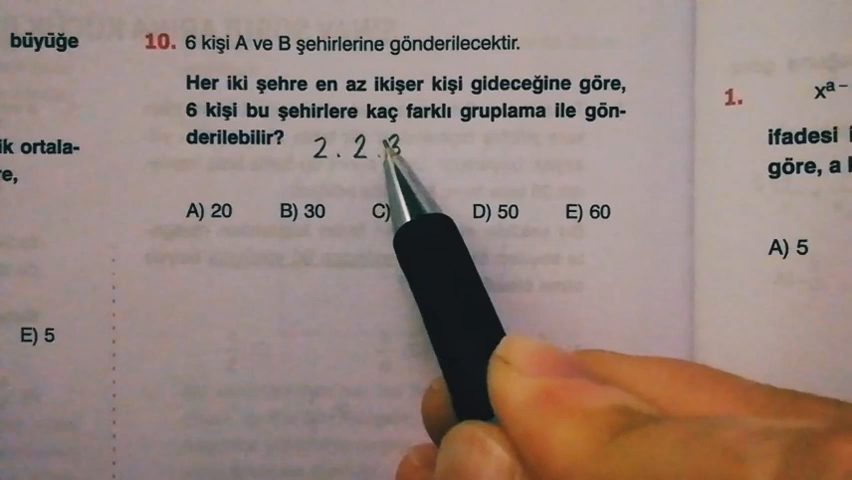 büyüğe
ik ortala-
e,
E) 5
10. 6 kişi A ve B şehirlerine gönderilecektir.
Her iki şehre en az ikişer kişi gideceğine göre,
6 kişi bu şehirlere kaç farklı gruplama ile gön-
derilebilir?
2. 2. 3
A) 20 B) 30 C) D) 50 E) 60
1. xa-
ifadesi i
göre, a
A) 5